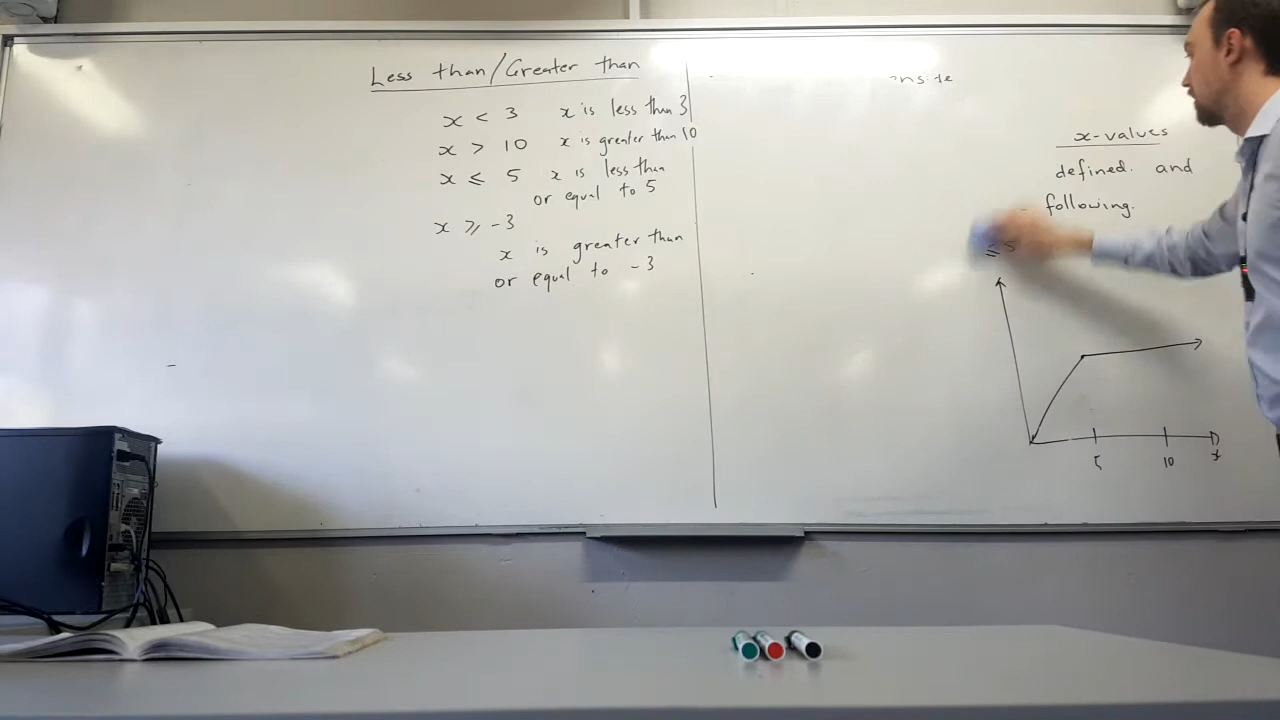 Less than/Greater than
x < 3 x is less than 3
x > 10 x is greater than 10
x ≤ 5 x is less than
or equal to 5
x ≥ -3
x is greater than
or equal to -3
x-values
defined. and
following.
≤ 5
5 10 x